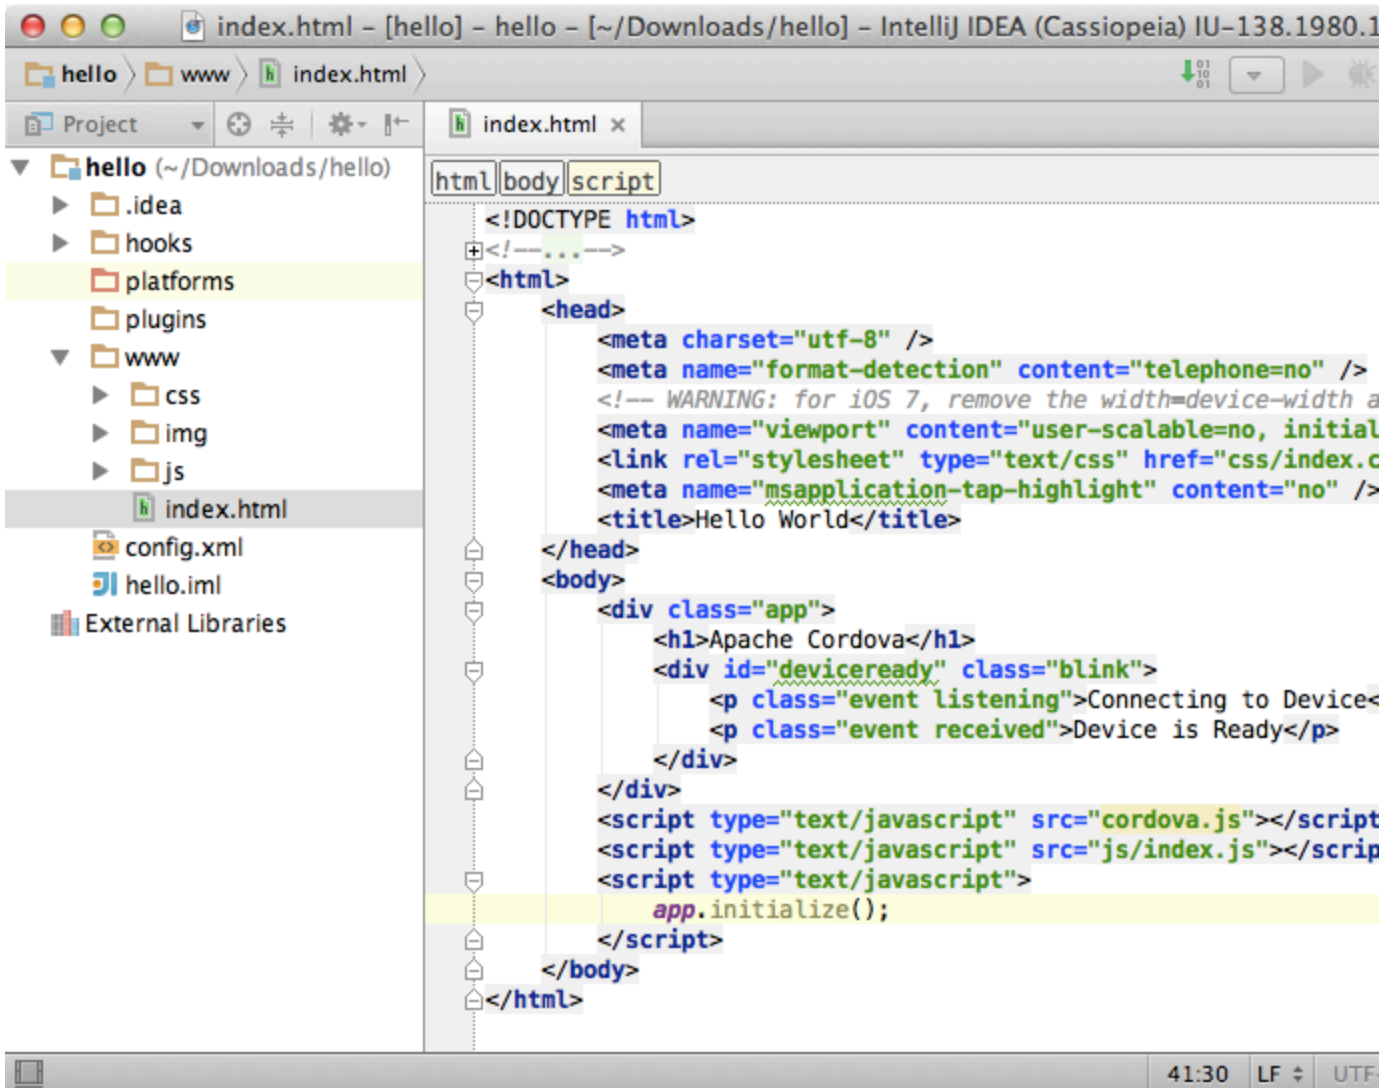 index.html – [hello] – hello – [~/Downloads/hello] – IntelliJ IDEA (Cassiopeia) IU–138.1980.1
hello www index.html
Project
index.html
hello (~/Downloads/hello)
.idea
hooks
platforms
plugins
www
css
img
js
index.html
config.xml
hello.iml
External Libraries
html body script
<!DOCTYPE html>
<!--...-->
<html>
<head>
<meta charset="utf-8" />
<meta name="format-detection" content="telephone=no" />
<!-- WARNING: for iOS 7, remove the width=device-width a
<meta name="viewport" content="user-scalable=no, initial
<link rel="stylesheet" type="text/css" href="css/index.c
<meta name="msapplication-tap-highlight" content="no" />
<title>Hello World</title>
</head>
<body>
<div class="app">
<h1>Apache Cordova</h1>
<div id="deviceready" class="blink">
<p class="event listening">Connecting to Device<
<p class="event received">Device is Ready</p>
</div>
</div>
<script type="text/javascript" src="cordova.js"></script
<script type="text/javascript" src="js/index.js"></scrip
<script type="text/javascript">
app.initialize();
</script>
</body>
</html>
41:30 LF UTF-